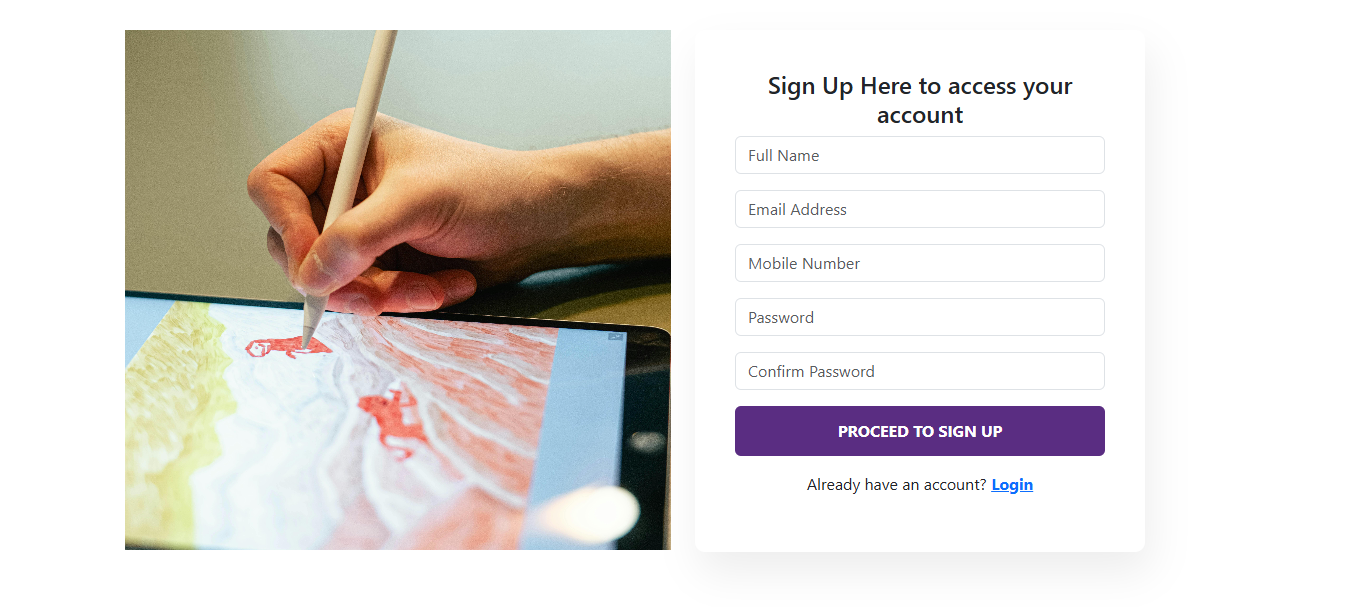 Sign Up Here to access your
account
Full Name
Email Address
Mobile Number
Password
Confirm Password
PROCEED TO SIGN UP
Already have an account? Login